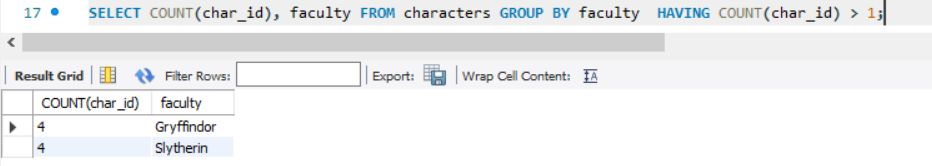 17 SELECT COUNT(char_id), faculty FROM characters GROUP BY faculty  HAVING COUNT(char_id) > 1;
Result Grid Filter Rows: Export: Wrap Cell Content: IA
COUNT(char_id) faculty
4 Gryffindor
4 Slytherin